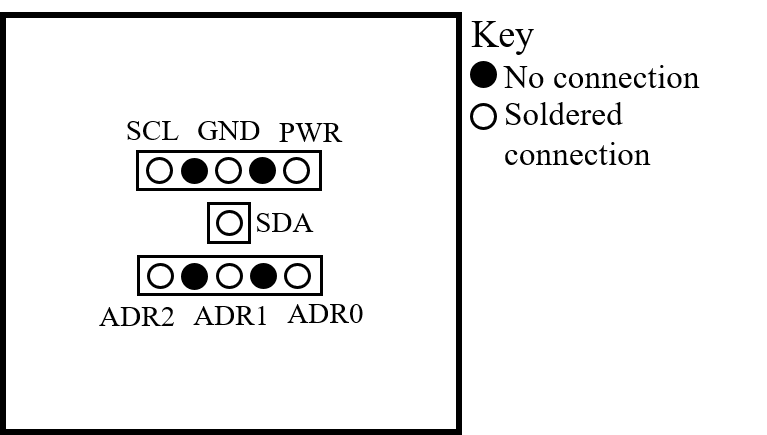 Key
No connection
Soldered
connection
SCL GND PWR
SDA
ADR2 ADR1 ADR0